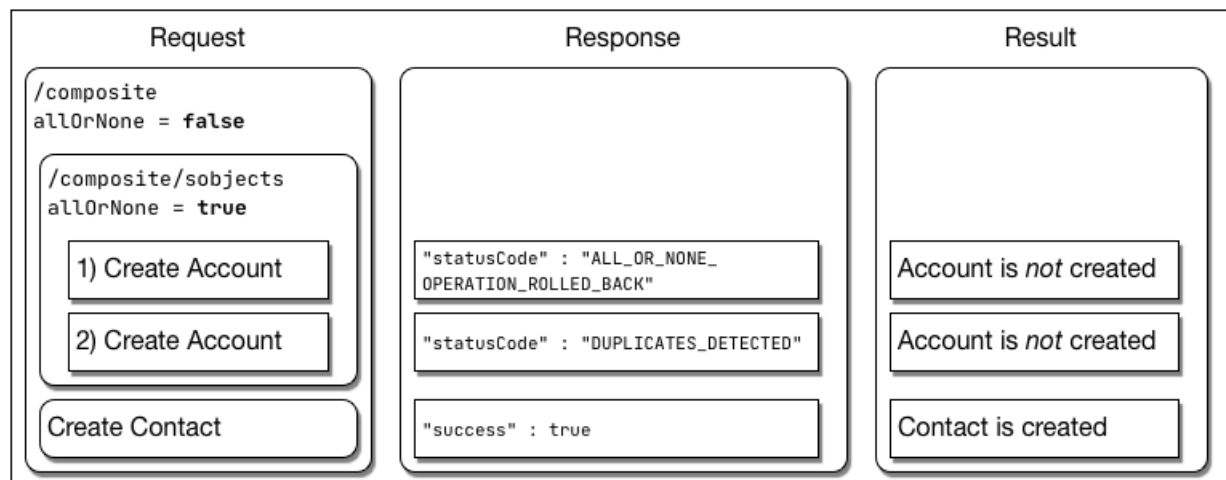 Request
Response
Result
/composite
allOrNone = false
/composite/sobjects
allOrNone = true
1) Create Account
"statusCode" : "ALL_OR_NONE_
OPERATION_ROLLED_BACK"
Account is not created
2) Create Account
"statusCode" : "DUPLICATES_DETECTED"
Account is not created
Create Contact
"success" : true
Contact is created